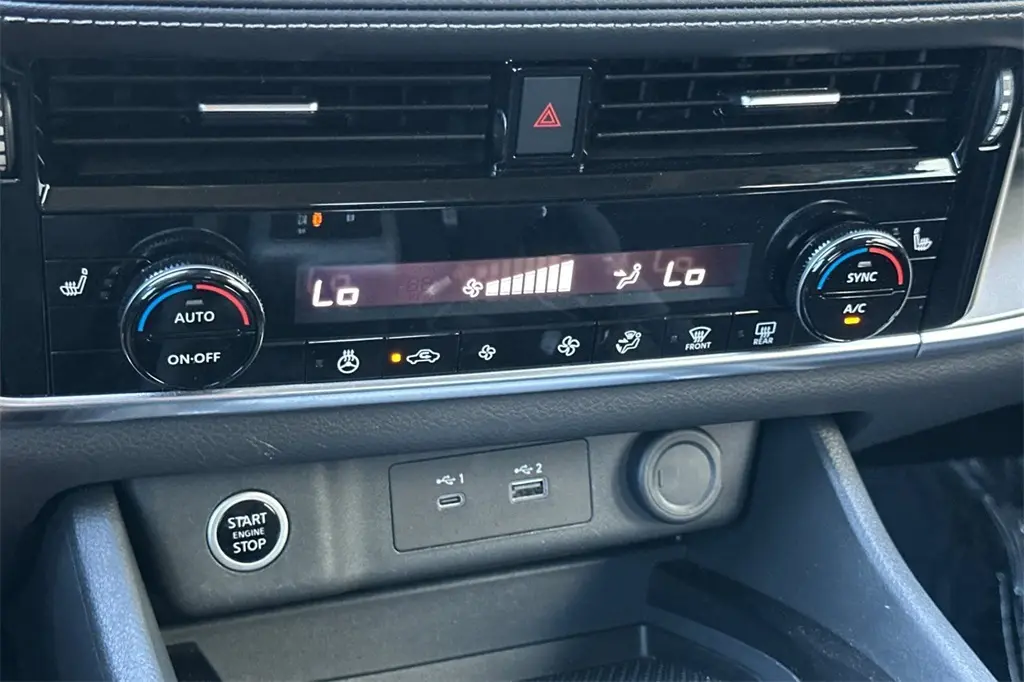 Lo
Lo
AUTO
ON·OFF
SYNC
A/C
FRONT
REAR
1
2
START
ENGINE
STOP